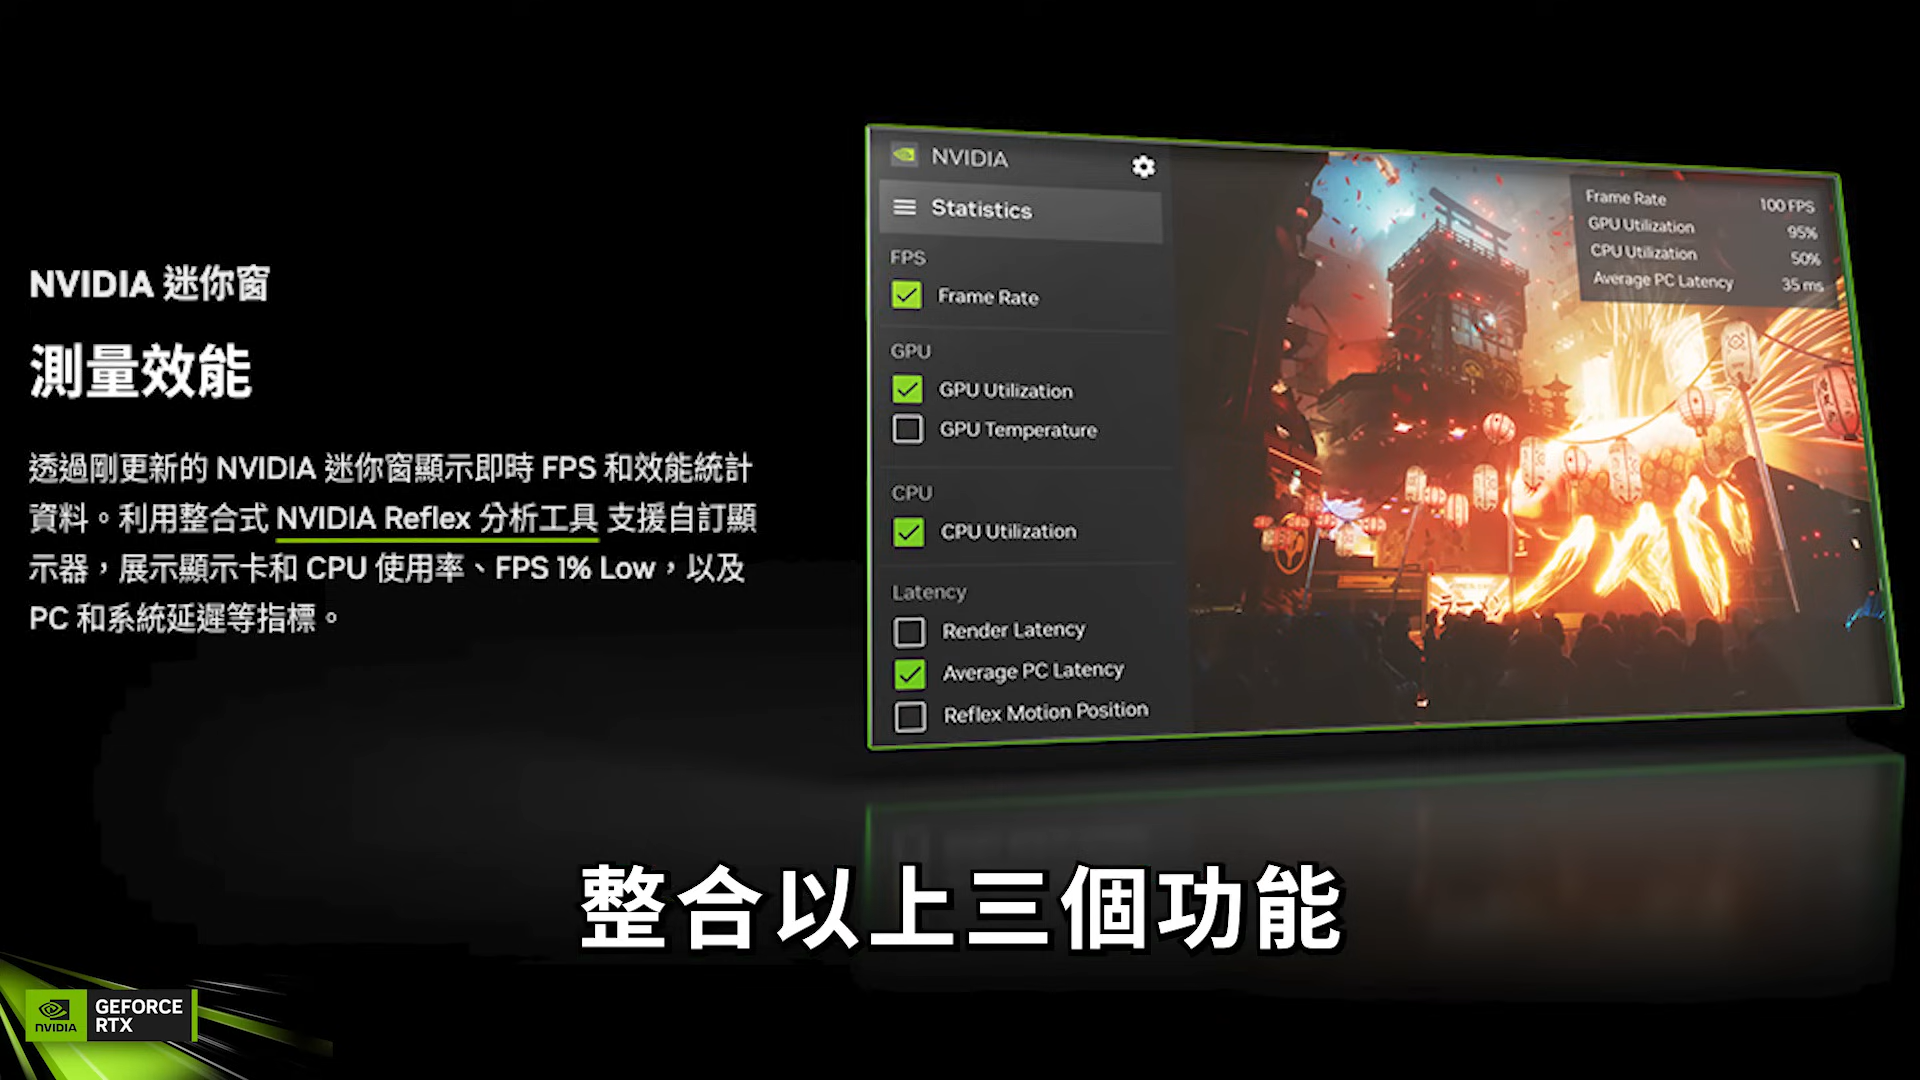 NVIDIA 迷你窗
測量效能
透過剛更新的 NVIDIA 迷你窗顯示即時 FPS 和效能統計
資料。利用整合式 NVIDIA Reflex 分析工具 支援自訂顯
示器，展示顯示卡和 CPU 使用率、FPS 1% Low，以及
PC 和系統延遲等指標。
NVIDIA
Statistics
FPS
Frame Rate
GPU
GPU Utilization
GPU Temperature
CPU
CPU Utilization
Latency
Render Latency
Average PC Latency
Reflex Motion Position
Frame Rate 100 FPS
GPU Utilization 95%
CPU Utilization 50%
Average PC Latency 35 ms
整合以上三個功能
NVIDIA
GEFORCE
RTX